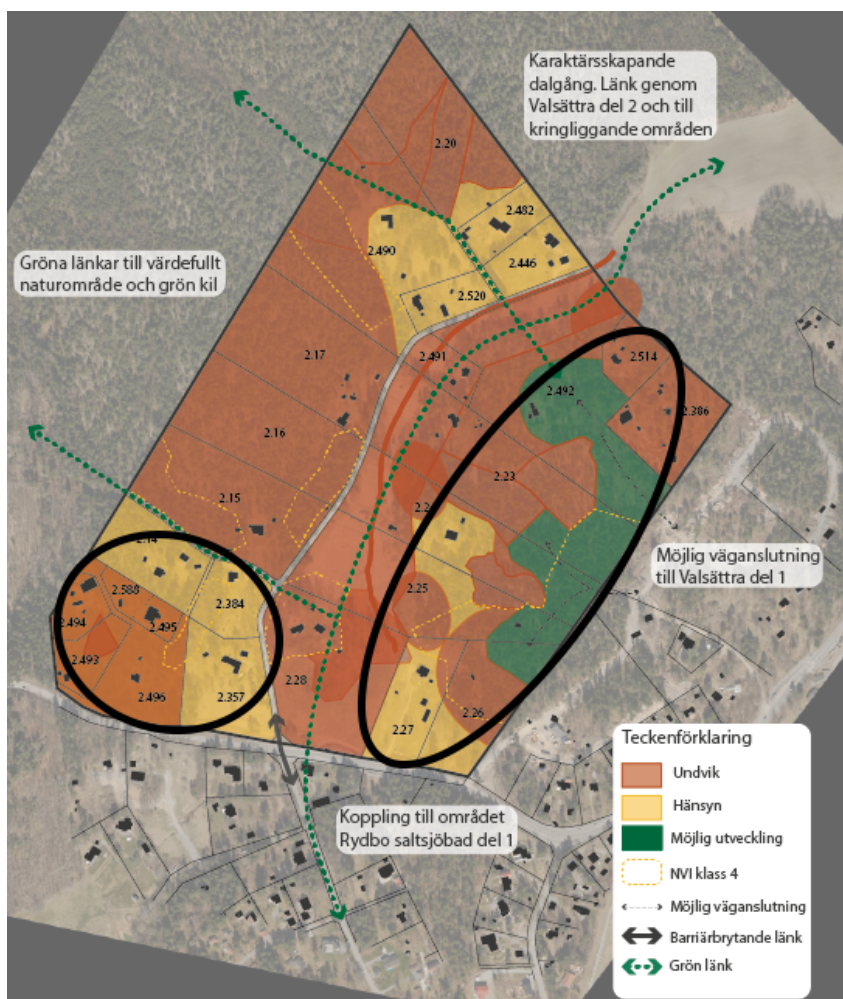 Karaktärsskapande
dalgång. Länk genom
Valsättra del 2 och till
kringliggande områden
2.20
2.482
2.490
2.446
Gröna länkar till värdefullt
naturområde och grön kil
2.520
2.17
2.491
2.514
2.492
2.386
2.16
2.23
2.15
Möjlig väganslutning
till Valsättra del 1
2.25
2.588
2.384
2.494
2.495
2.493
2.28
2.496
2.357
2.26
2.27
Koppling till området
Rydbo saltsjöbad del 1
Teckenförklaring
Undvik
Hänsyn
Möjlig utveckling
NVI klass 4
Möjlig väganslutning
Barriärbrytande länk
Grön länk